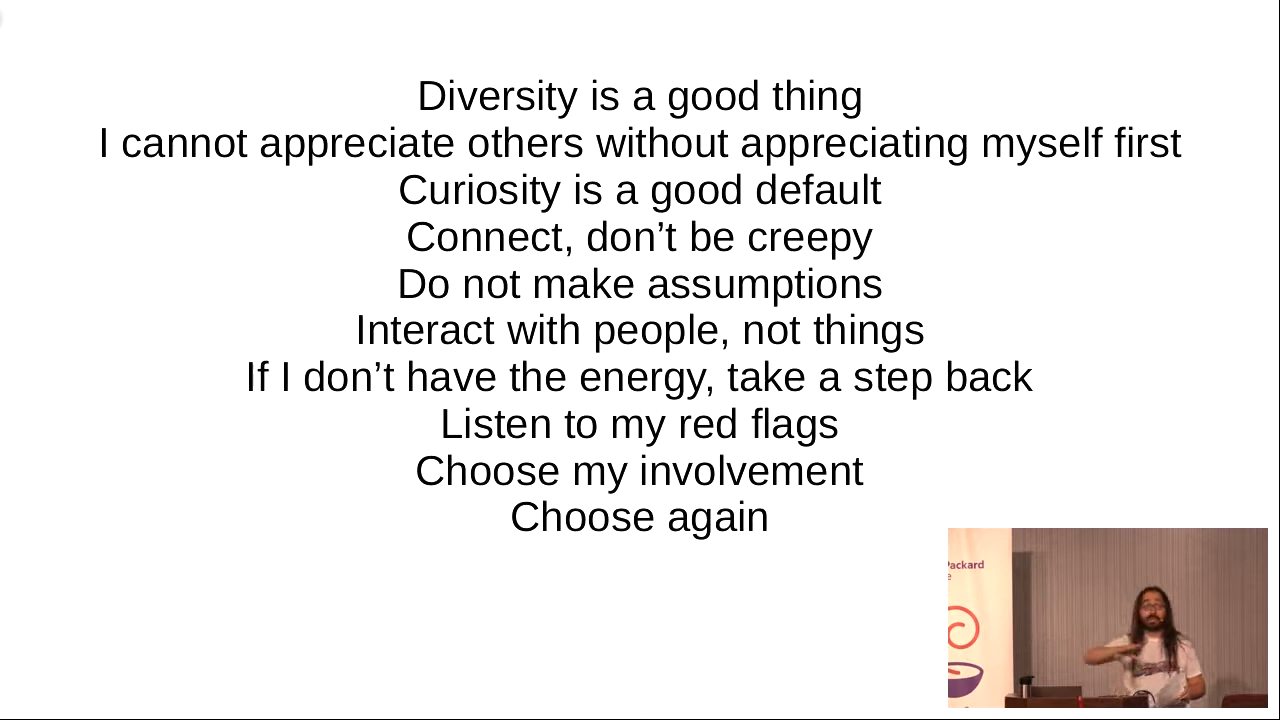 Diversity is a good thing
I cannot appreciate others without appreciating myself first
Curiosity is a good default
Connect, don’t be creepy
Do not make assumptions
Interact with people, not things
If I don’t have the energy, take a step back
Listen to my red flags
Choose my involvement
Choose again
Packard
e